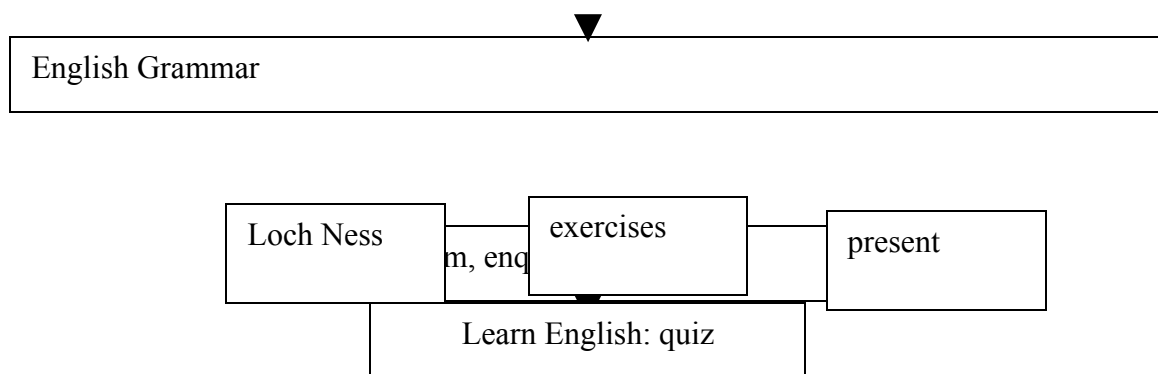 English Grammar
Loch Ness
exercises
present
Learn English: quiz